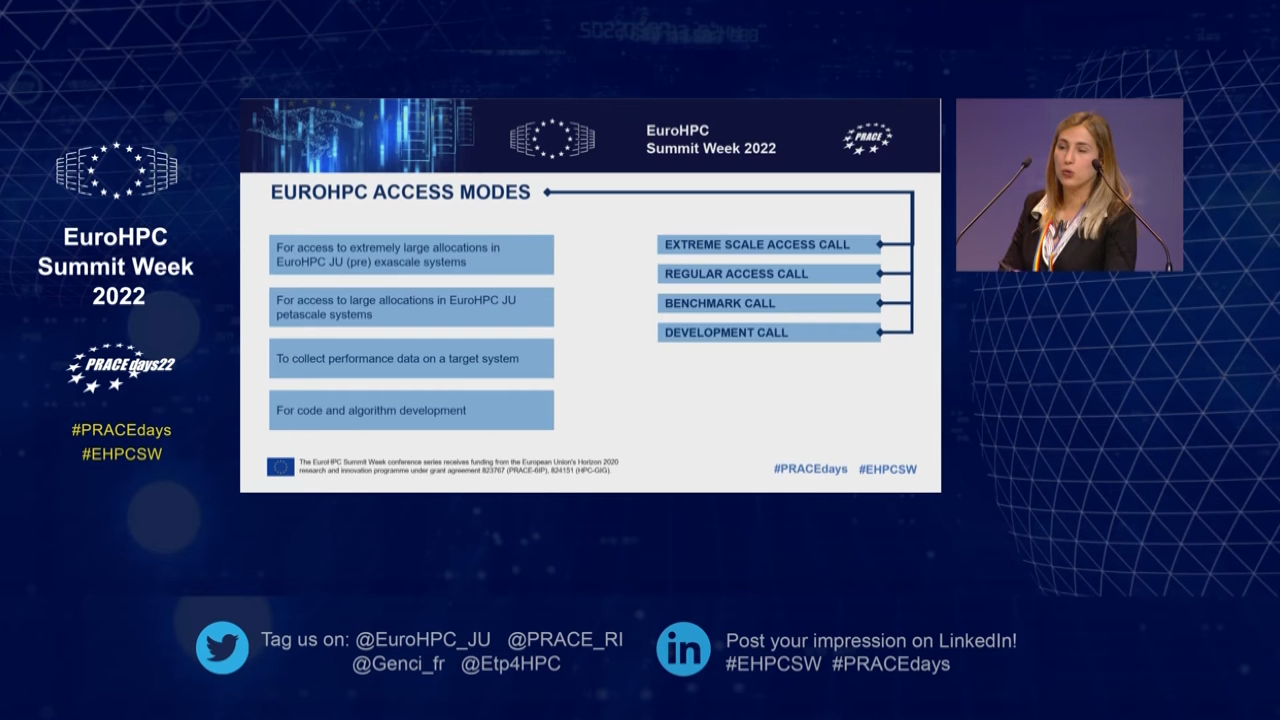 EuroHPC
Summit Week
2022
PRACEdays22
#PRACEdays
#EHPCSW
EuroHPC
Summit Week 2022
PRACE
EUROHPC ACCESS MODES
For access to extremely large allocations in
EuroHPC JU (pre) exascale systems
For access to large allocations in EuroHPC JU
petascale systems
To collect performance data on a target system
For code and algorithm development
EXTREME SCALE ACCESS CALL
REGULAR ACCESS CALL
BENCHMARK CALL
DEVELOPMENT CALL
The EuroHPC Summit Week conference series receives funding from the European Union's Horizon 2020
research and innovation programme under grant agreement 823767 (PRACE-6IP), 824151 (HPC-GIG)
#PRACEdays #EHPCSW
Tag us on: @EuroHPC_JU @PRACE_RI
@Genci_fr @Etp4HPC
in
Post your impression on LinkedIn!
#EHPCSW #PRACEdays